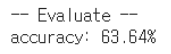 -- Evaluate --
accuracy: 63.64%